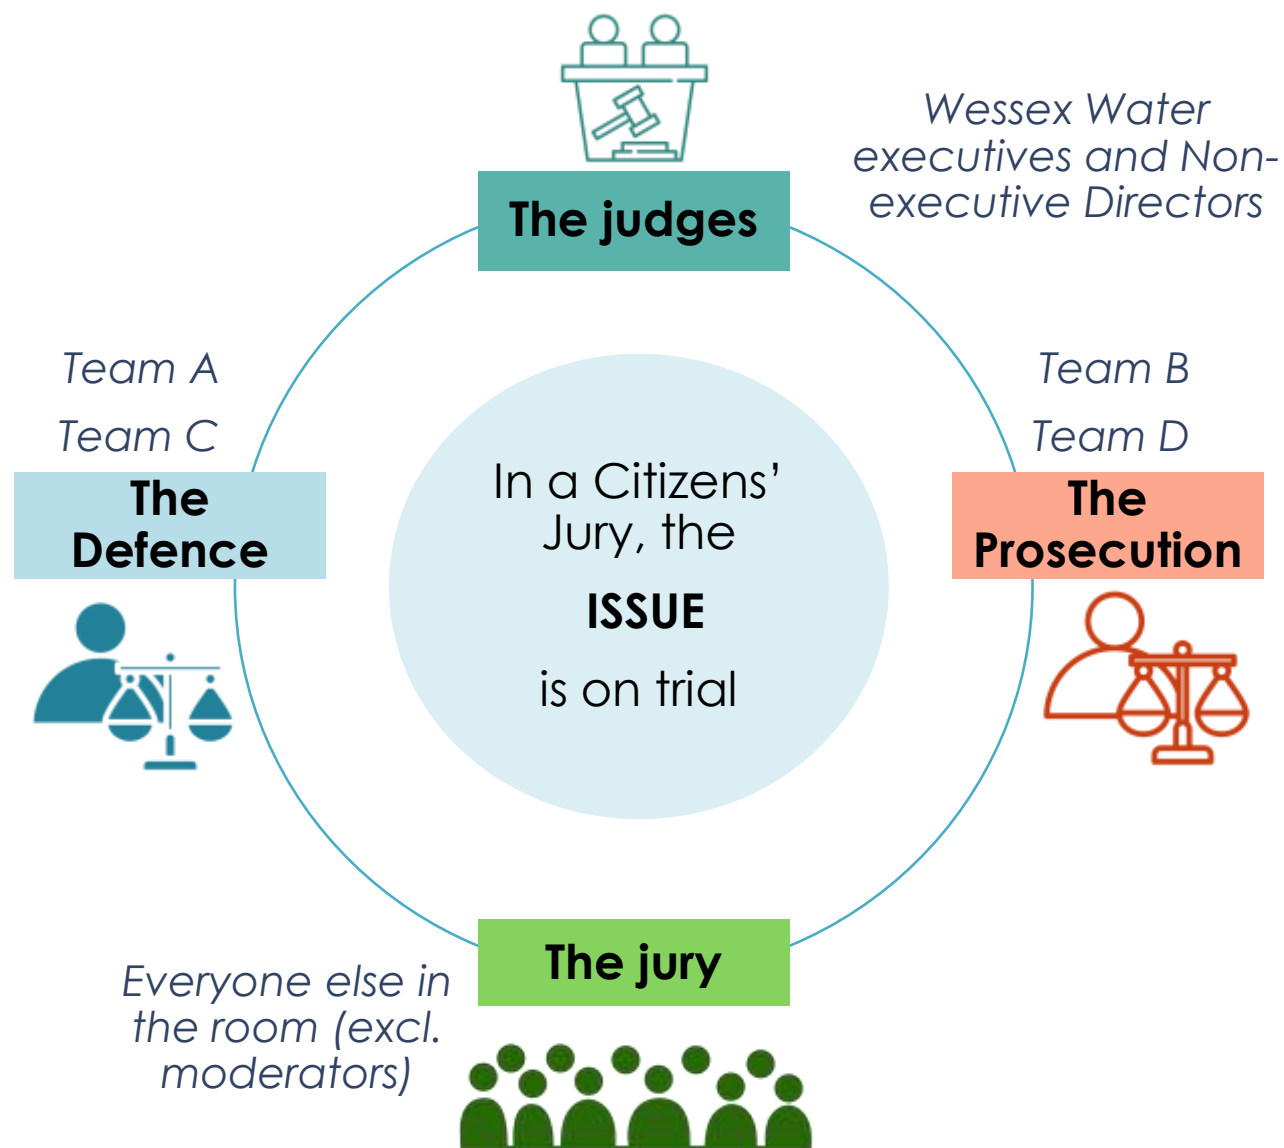 Wessex Water
executives and Non-
executive Directors
The judges
Team A
Team C
The
Defence
Team B
Team D
The
Prosecution
In a Citizens’
Jury, the
ISSUE
is on trial
The jury
Everyone else in
the room (excl.
moderators)